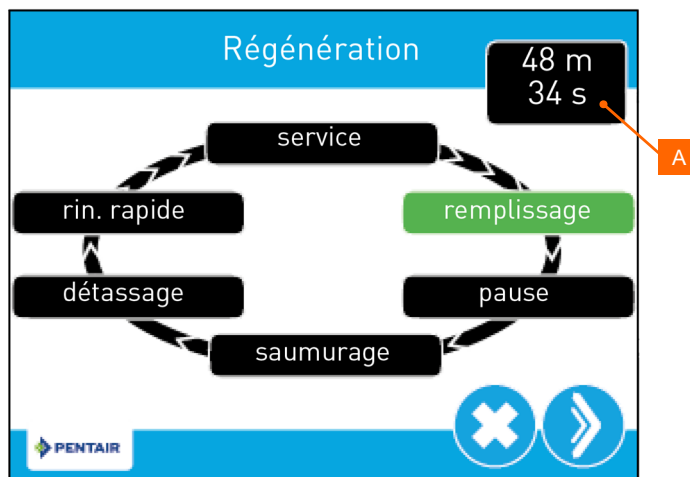 Régénération
48 m
34 s
A
service
rin. rapide
remplissage
détassage
pause
saumurage
PENTAIR